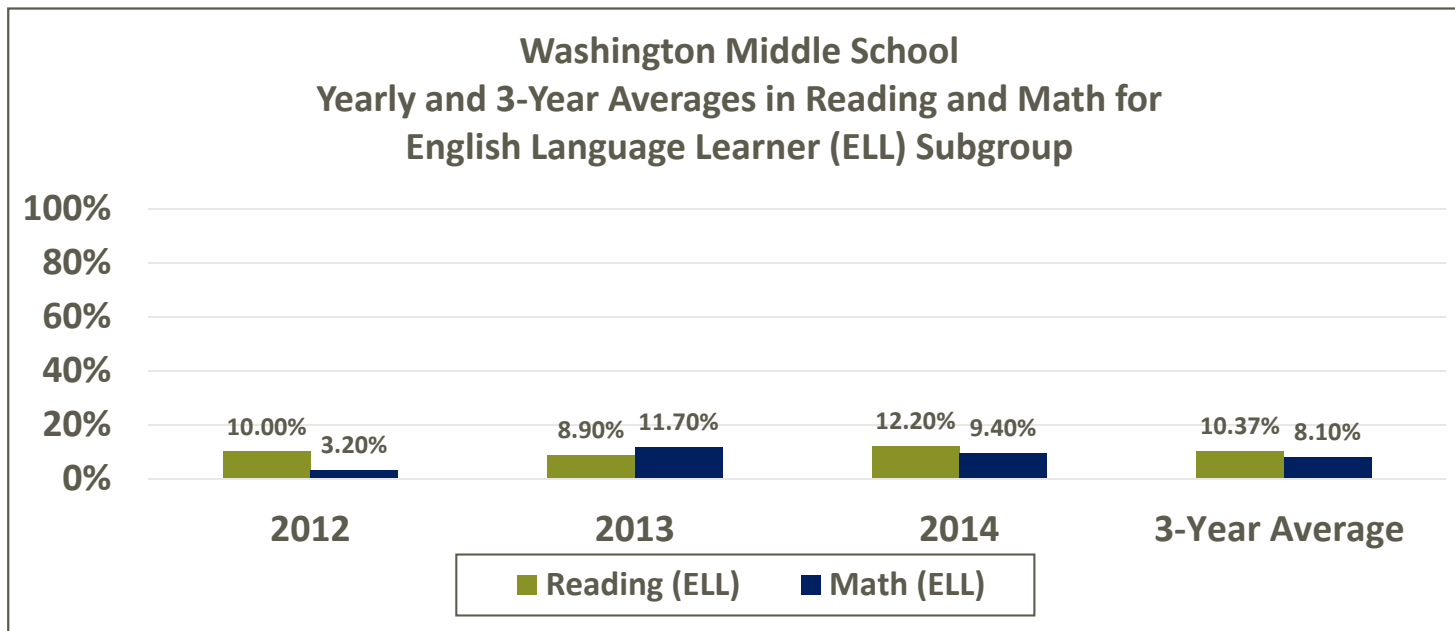 Washington Middle School
Yearly and 3-Year Averages in Reading and Math for
English Language Learner (ELL) Subgroup
100%
80%
60%
40%
20%
0%
10.00%
3.20%
8.90%
11.70%
12.20%
9.40%
10.37%
8.10%
2012
2013
2014
3-Year Average
Reading (ELL)
Math (ELL)